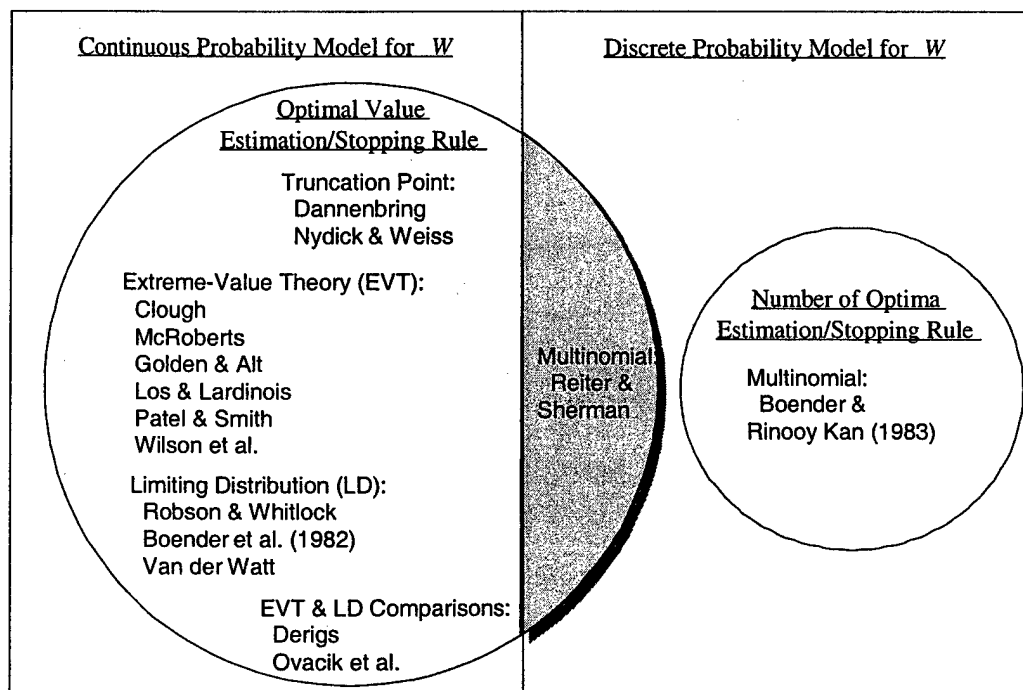 Continuous Probability Model for W
Optimal Value
Estimation/Stopping Rule
Truncation Point:
Dannenbring
Nydick & Weiss
Extreme-Value Theory (EVT):
Clough
McRoberts
Golden & Alt
Los & Lardinois
Patel & Smith
Wilson et al.
Limiting Distribution (LD):
Robson & Whitlock
Boender et al. (1982)
Van der Watt
EVT & LD Comparisons:
Derigs
Ovacik et al.
Discrete Probability Model for W
Multinomial:
Reiter &
Sherman
Number of Optima
Estimation/Stopping Rule
Multinomial:
Boender &
Rinooy Kan (1983)